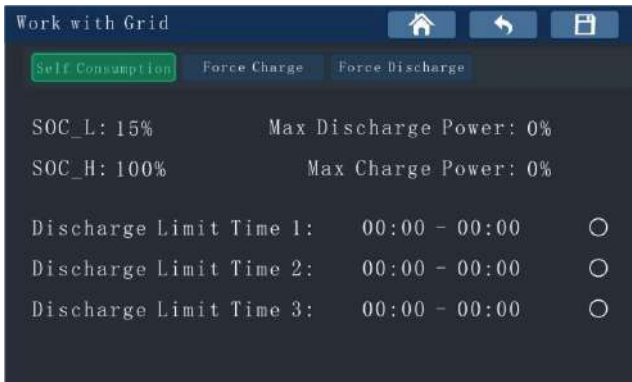 Work with Grid
Self Consumption Force Charge Force Discharge
SOC_L: 15% Max Discharge Power: 0%
SOC_H: 100% Max Charge Power: 0%
Discharge Limit Time 1: 00:00 - 00:00
Discharge Limit Time 2: 00:00 - 00:00
Discharge Limit Time 3: 00:00 - 00:00